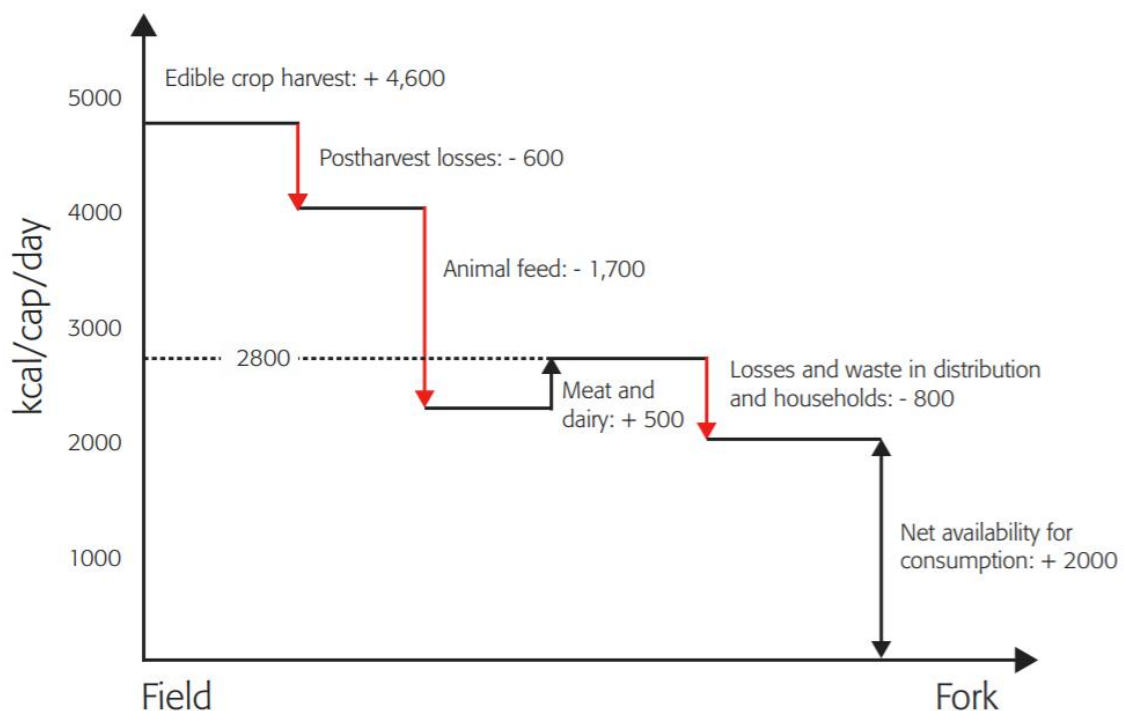 Edible crop harvest: + 4,600
5000
Postharvest losses: - 600
4000
Animal feed: - 1,700
kcal/cap/day
3000
2800
Losses and waste in distribution
and households: - 800
Meat and
dairy: + 500
2000
Net availability for
consumption: + 2000
1000
Field
Fork